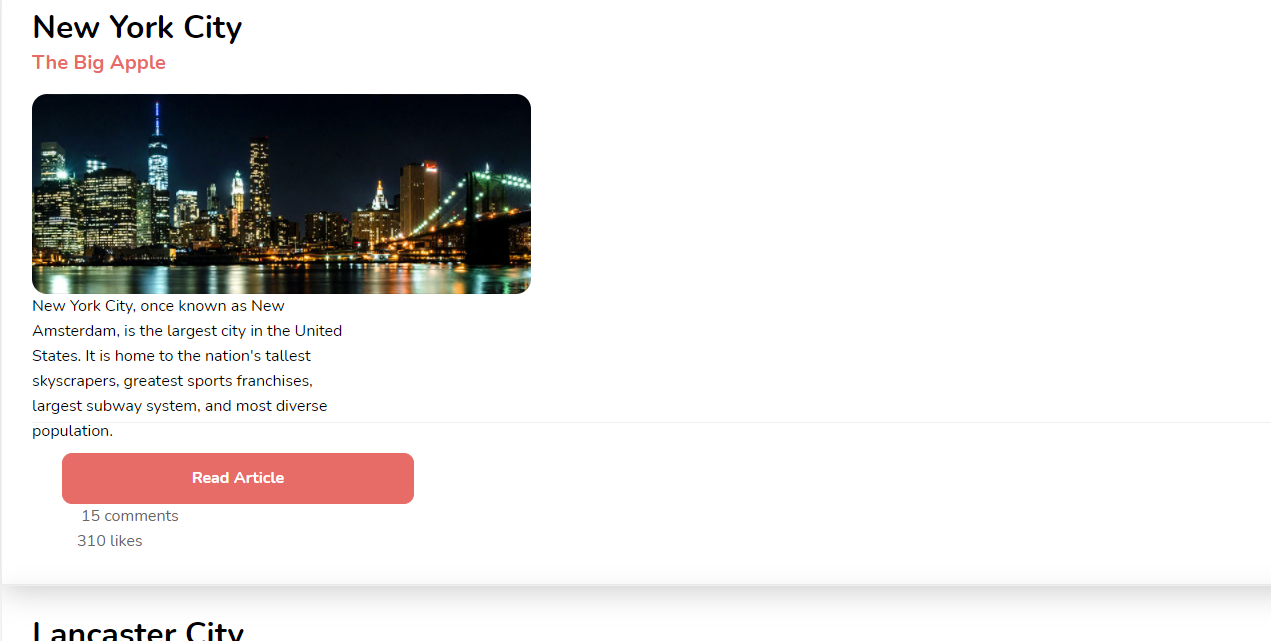 New York City
The Big Apple
New York City, once known as New
Amsterdam, is the largest city in the United
States. It is home to the nation's tallest
skyscrapers, greatest sports franchises,
largest subway system, and most diverse
population.
Read Article
15 comments
310 likes
Lancaster City